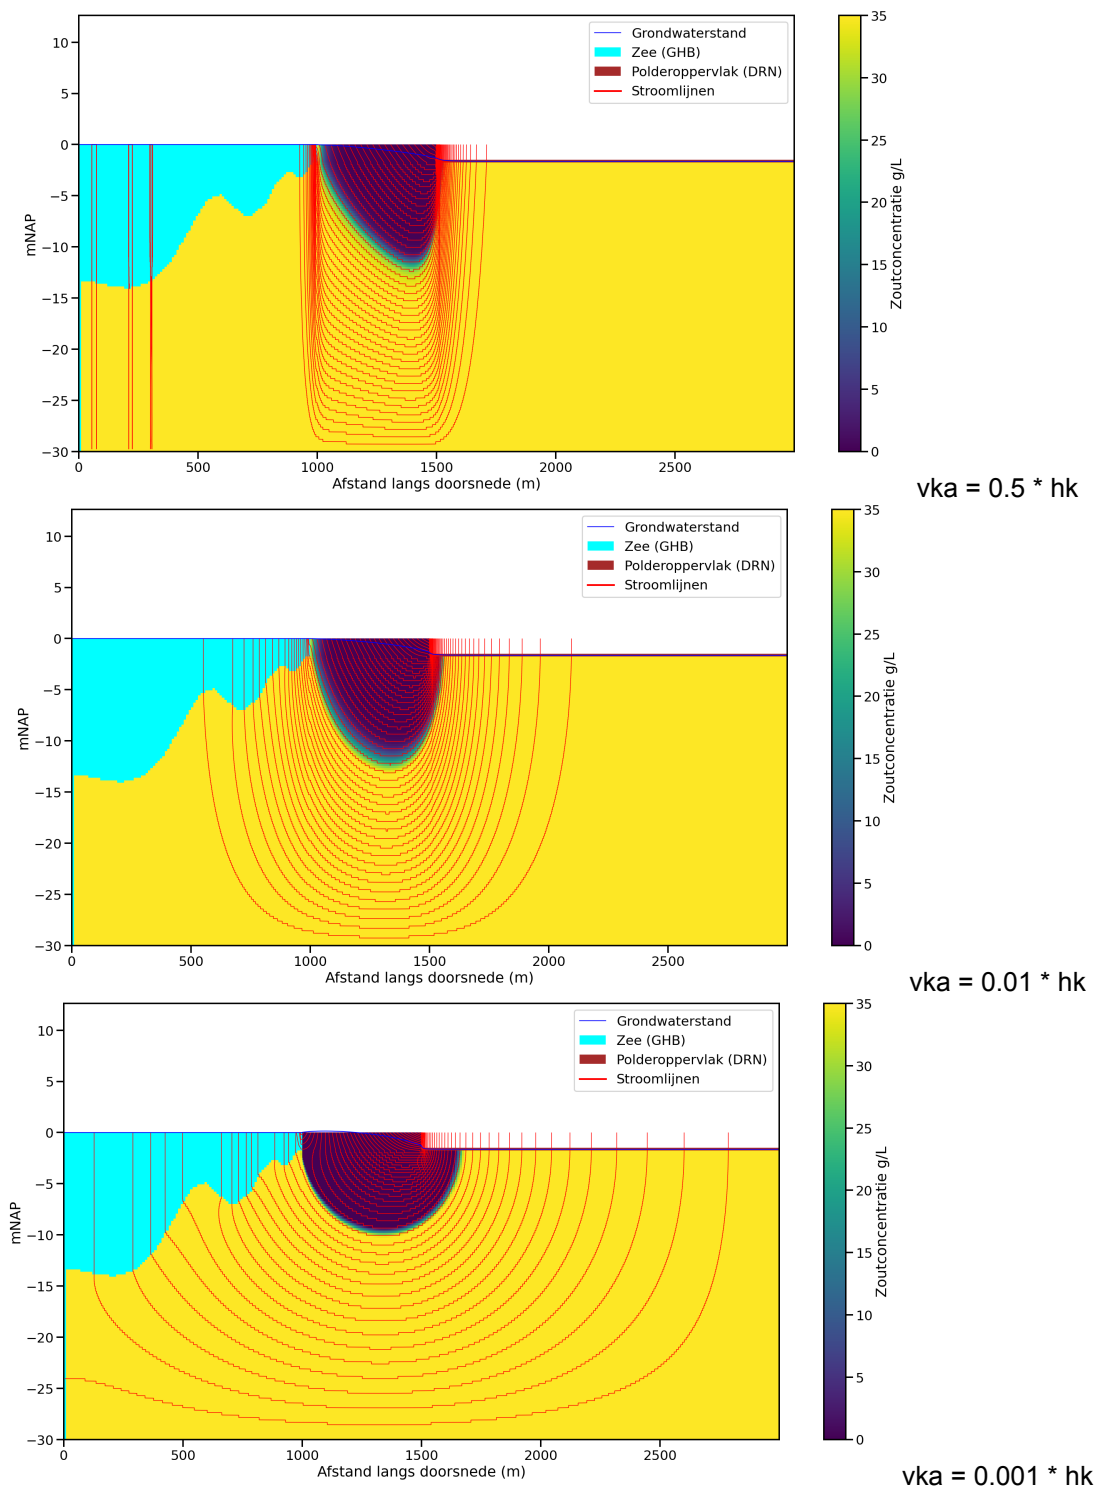 Grondwaterstand
Zee (GHB)
Polderoppervlak (DRN)
Stroomlijnen
10
5
0
−5
−10
−15
−20
−25
−30
mNAP
0 500 1000 1500 2000 2500
Afstand langs doorsnede (m)
35
30
25
20
15
10
5
0
Zoutconcentratie g/L
vka = 0.5 * hk
Grondwaterstand
Zee (GHB)
Polderoppervlak (DRN)
Stroomlijnen
10
5
0
−5
−10
−15
−20
−25
−30
mNAP
0 500 1000 1500 2000 2500
Afstand langs doorsnede (m)
35
30
25
20
15
10
5
0
Zoutconcentratie g/L
vka = 0.01 * hk
Grondwaterstand
Zee (GHB)
Polderoppervlak (DRN)
Stroomlijnen
10
5
0
−5
−10
−15
−20
−25
−30
mNAP
0 500 1000 1500 2000 2500
Afstand langs doorsnede (m)
35
30
25
20
15
10
5
0
Zoutconcentratie g/L
vka = 0.001 * hk